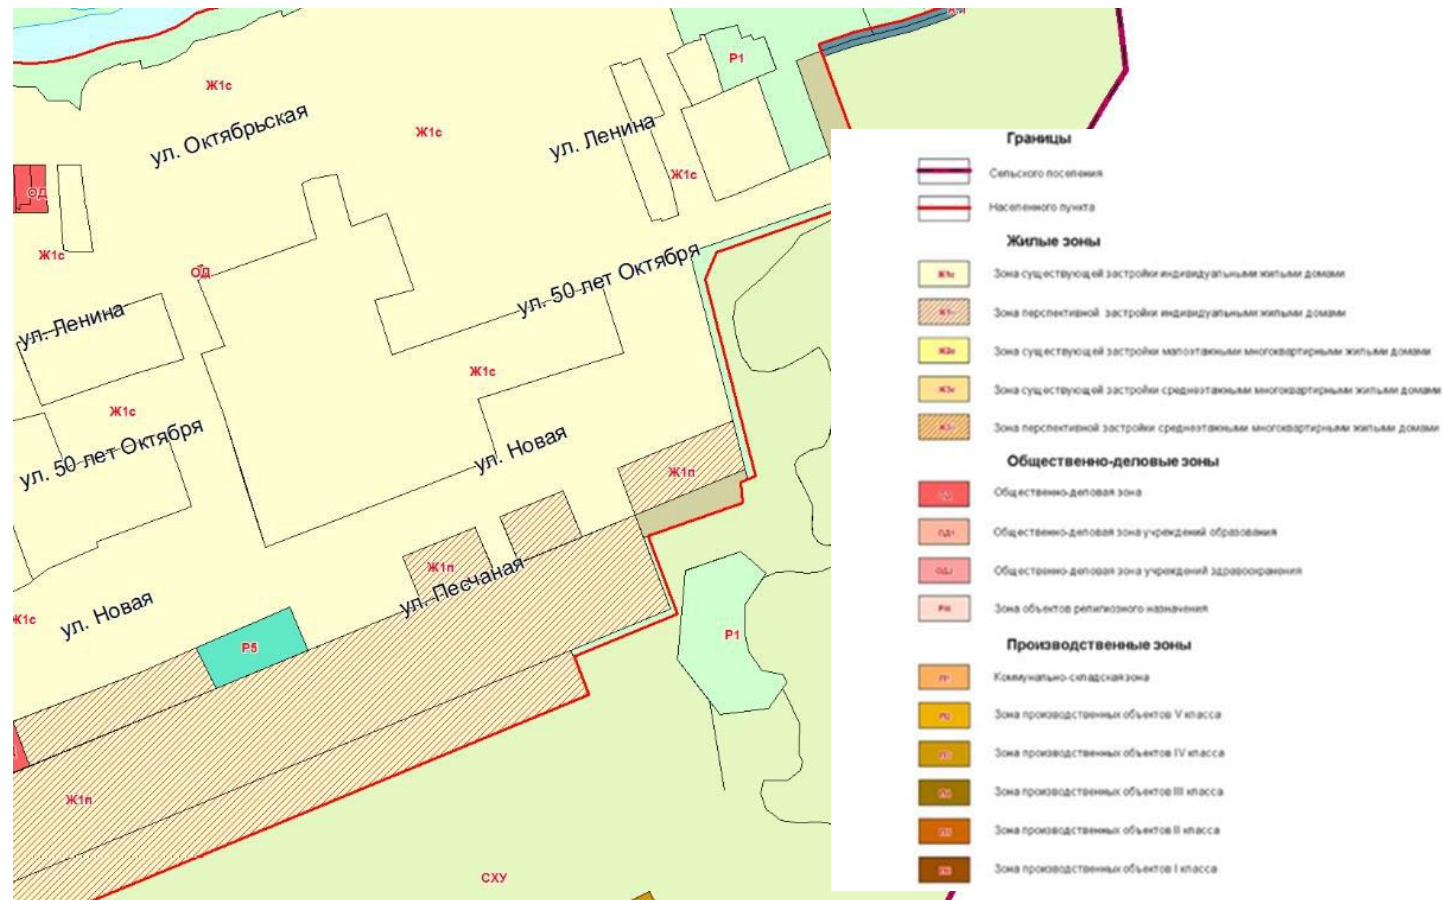 Р1
Ж1с
ул. Октябрьская
Ж1с
ул. Ленина
Ж1с
ОД
Ж1с
ОД
ул. 50 лет Октября
ул. Ленина
Ж1с
Ж1с
ул. 50 лет Октября
ул. Новая
Ж1п
Ж1п
ул. Песчаная
ул. Новая
Ж1с
Р5
Р1
Ж1п
СХУ
Границы
Сельского поселения
Населенного пункта
Жилые зоны
Ж1с Зона существующей застройки индивидуальными жилыми домами
Зона перспективной застройки индивидуальными жилыми домами
Ж2с Зона существующей застройки малоэтажными многоквартирными жилыми домами
Ж3с Зона существующей застройки среднеэтажными многоквартирными жилыми домами
Зона перспективной застройки среднеэтажными многоквартирными жилыми домами
Общественно-деловые зоны
ОД Общественно-деловая зона
ОД1 Общественно-деловая зона учреждений образования
Общественно-деловая зона учреждений здравоохранения
Зона объектов религиозного назначения
Производственные зоны
Коммунально-складская зона
Зона производственных объектов V класса
Зона производственных объектов IV класса
Зона производственных объектов III класса
Зона производственных объектов II класса
Зона производственных объектов I класса